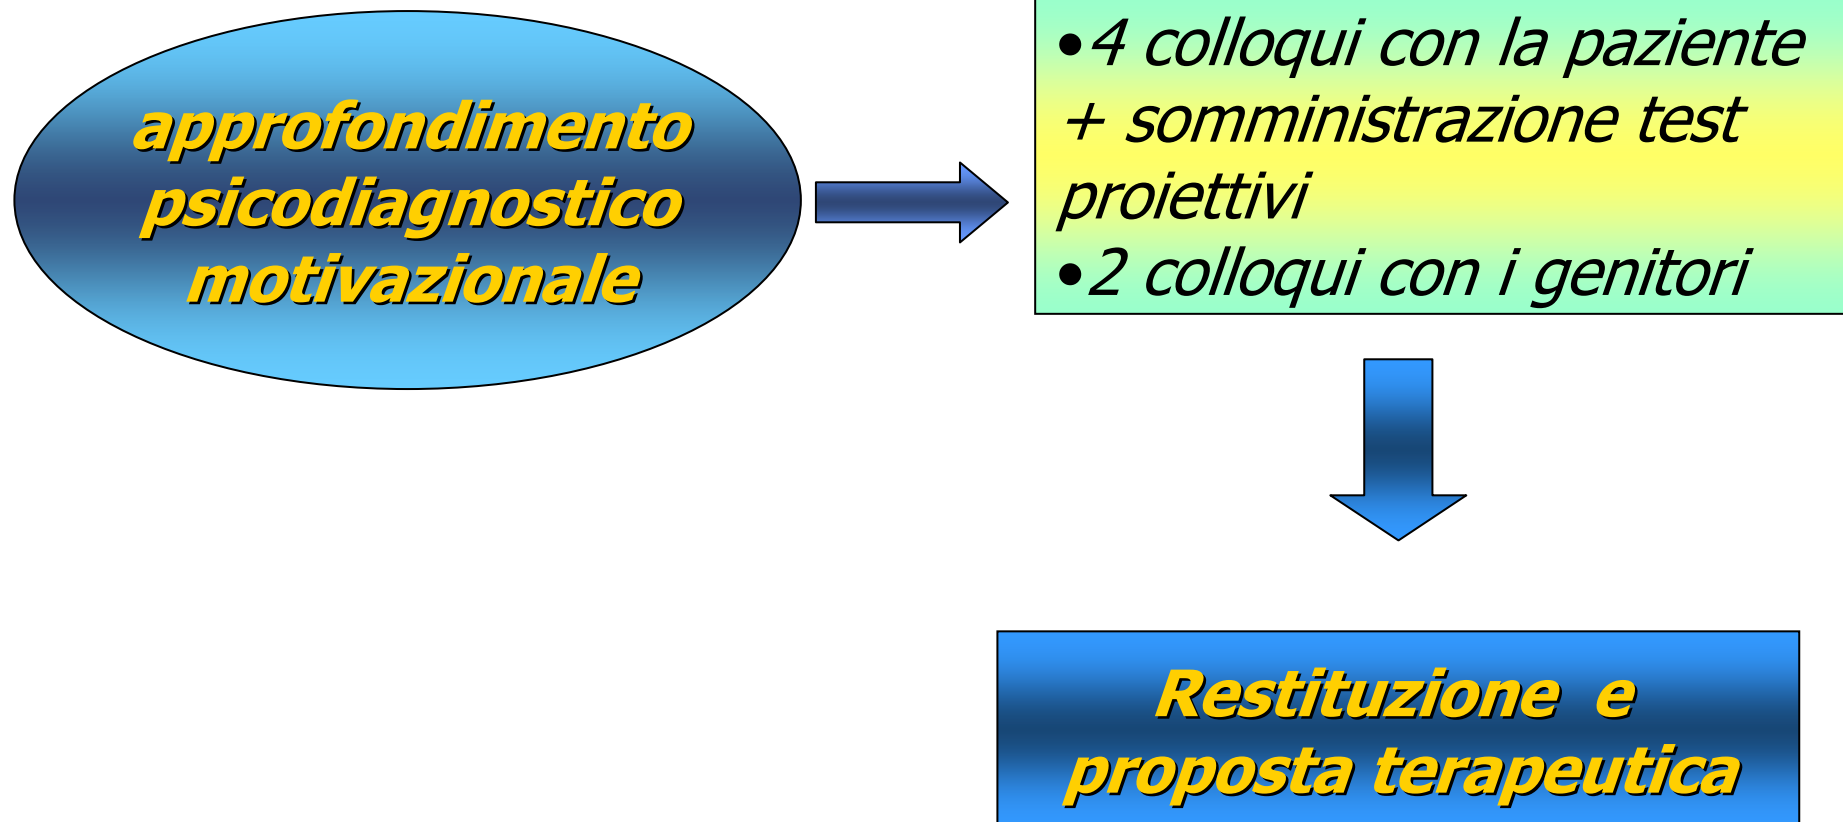 approfondimento
psicodiagnostico
motivazionale
•4 colloqui con la paziente
+ somministrazione test
proiettivi
•2 colloqui con i genitori
Restituzione e
proposta terapeutica